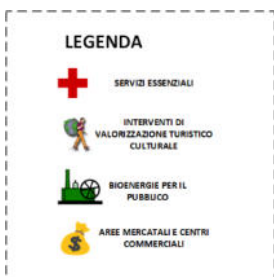 LEGENDA
SERVIZI ESSENZIALI
INTERVENTI DI
VALORIZZAZIONE TURISTICO
CULTURALE
BIOENERGIE PER IL
PUBBLICO
AREE MERCATALI E CENTRI
COMMERCIALI